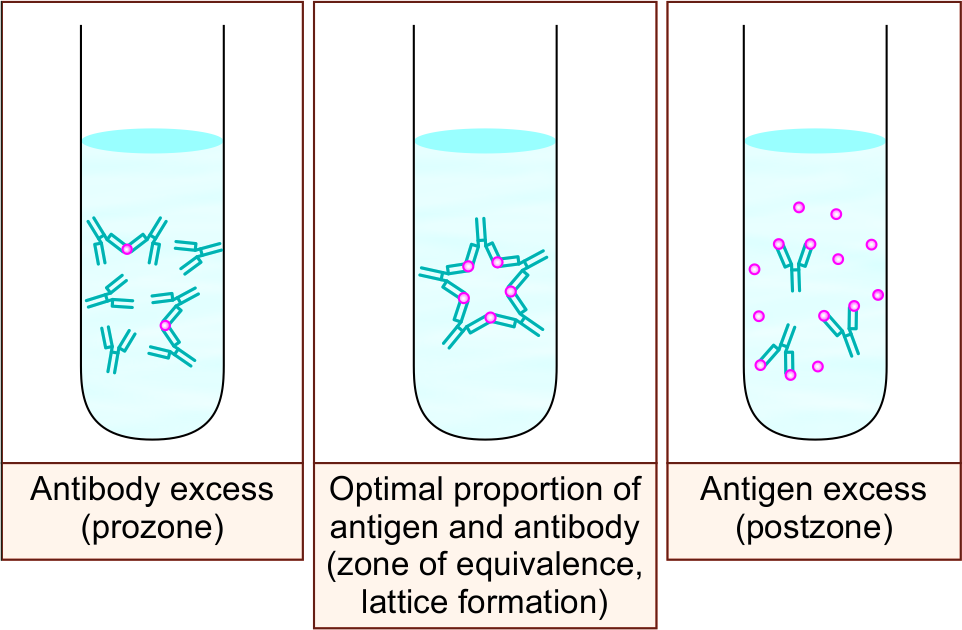 Antibody excess
(prozone)
Optimal proportion of
antigen and antibody
(zone of equivalence,
lattice formation)
Antigen excess
(postzone)